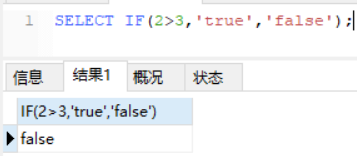 1 SELECT IF(2>3,'true','false');
信息 结果1 概况 状态
IF(2>3,'true','false')
false